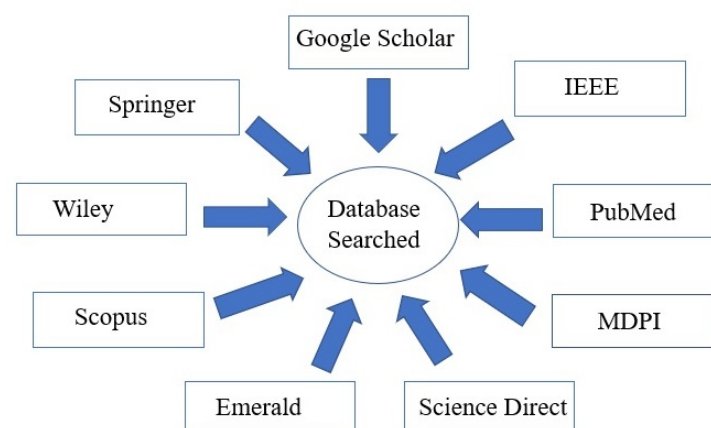 Google Scholar
Springer
IEEE
Wiley
Database
Searched
PubMed
Scopus
MDPI
Emerald
Science Direct